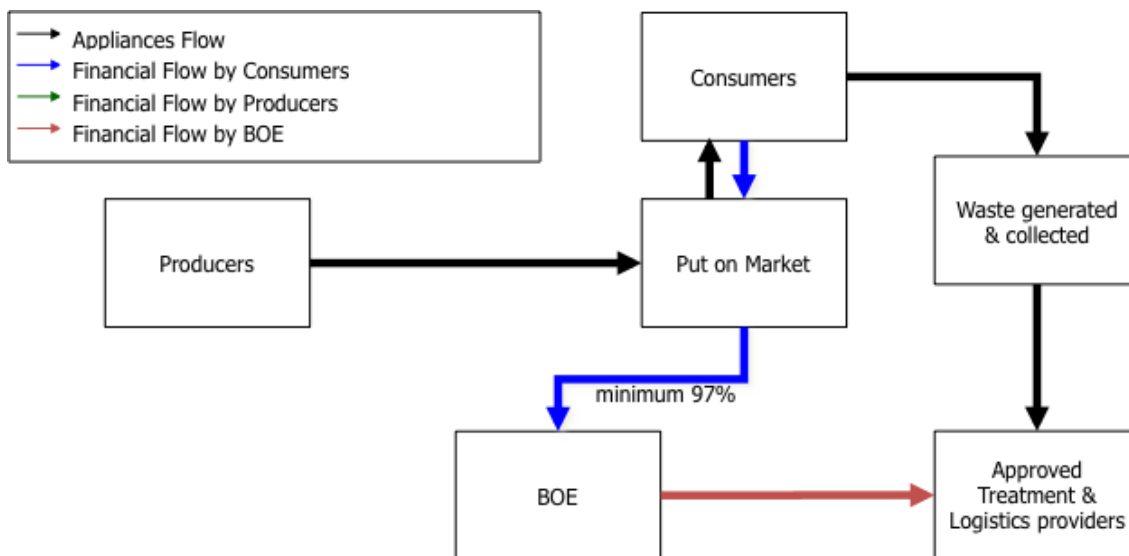 Appliances Flow
Financial Flow by Consumers
Financial Flow by Producers
Financial Flow by BOE
Consumers
Waste generated
& collected
Producers
Put on Market
minimum 97%
BOE
Approved
Treatment &
Logistics providers